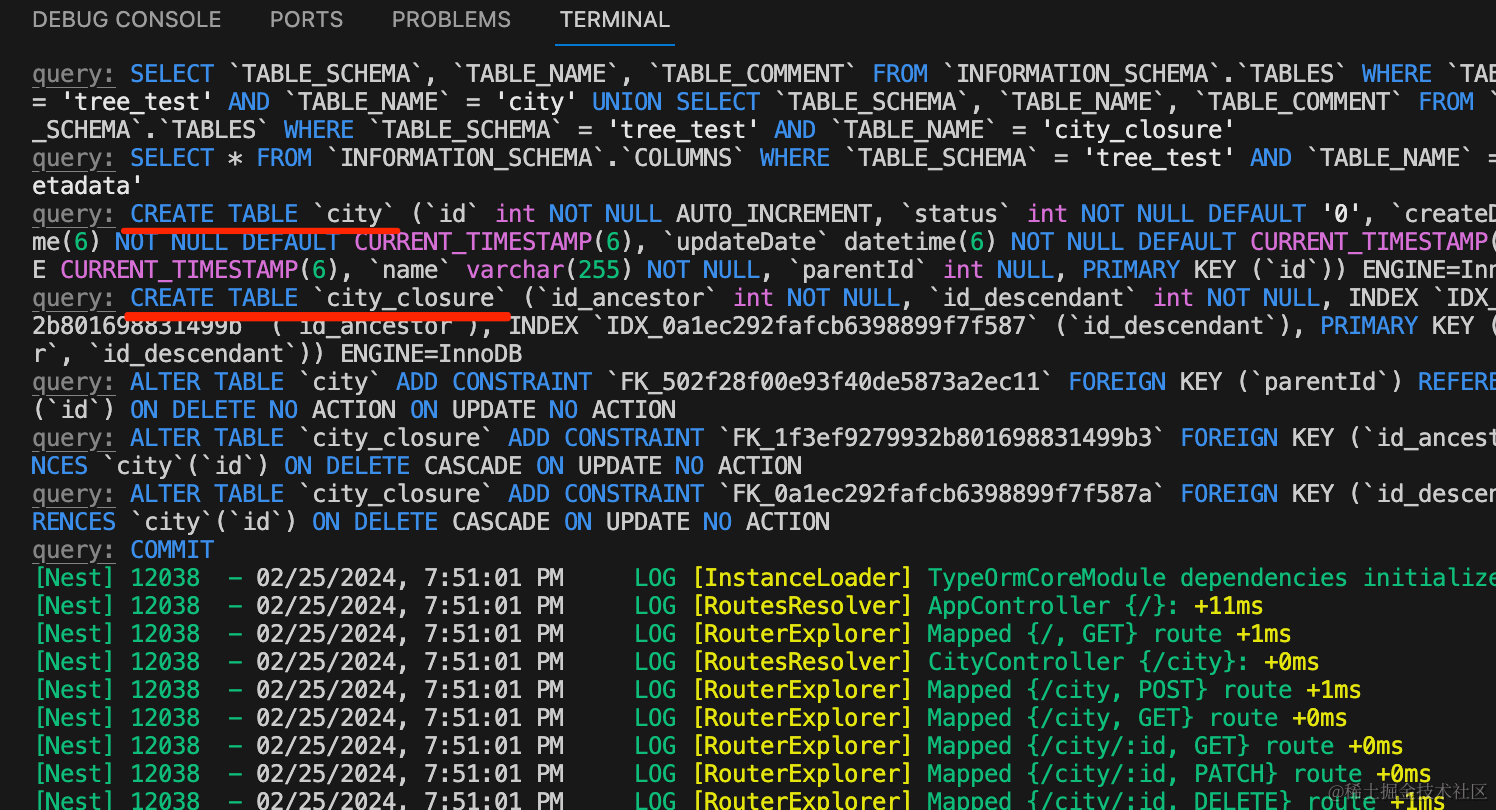 DEBUG CONSOLE PORTS PROBLEMS TERMINAL
query: SELECT `TABLE_SCHEMA`, `TABLE_NAME`, `TABLE_COMMENT` FROM `INFORMATION_SCHEMA`.`TABLES` WHERE `TAB
= 'tree_test' AND `TABLE_NAME` = 'city' UNION SELECT `TABLE_SCHEMA`, `TABLE_NAME`, `TABLE_COMMENT` FROM `
_SCHEMA`.`TABLES` WHERE `TABLE_SCHEMA` = 'tree_test' AND `TABLE_NAME` = 'city_closure'
query: SELECT * FROM `INFORMATION_SCHEMA`.`COLUMNS` WHERE `TABLE_SCHEMA` = 'tree_test' AND `TABLE_NAME` =
etadata'
query: CREATE TABLE `city` (`id` int NOT NULL AUTO_INCREMENT, `status` int NOT NULL DEFAULT '0', `createD
me(6) NOT NULL DEFAULT CURRENT_TIMESTAMP(6), `updateDate` datetime(6) NOT NULL DEFAULT CURRENT_TIMESTAMP(
E CURRENT_TIMESTAMP(6), `name` varchar(255) NOT NULL, `parentId` int NULL, PRIMARY KEY (`id`)) ENGINE=Inn
query: CREATE TABLE `city_closure` (`id_ancestor` int NOT NULL, `id_descendant` int NOT NULL, INDEX `IDX_
2b801698831499b` (`id_ancestor`), INDEX `IDX_0a1ec292fafcb6398899f7f587` (`id_descendant`), PRIMARY KEY (
r`, `id_descendant`)) ENGINE=InnoDB
query: ALTER TABLE `city` ADD CONSTRAINT `FK_502f28f00e93f40de5873a2ec11` FOREIGN KEY (`parentId`) REFERE
(`id`) ON DELETE NO ACTION ON UPDATE NO ACTION
query: ALTER TABLE `city_closure` ADD CONSTRAINT `FK_1f3ef9279932b801698831499b3` FOREIGN KEY (`id_ancest
NCES `city`(`id`) ON DELETE CASCADE ON UPDATE NO ACTION
query: ALTER TABLE `city_closure` ADD CONSTRAINT `FK_0a1ec292fafcb6398899f7f587a` FOREIGN KEY (`id_descen
RENCES `city`(`id`) ON DELETE CASCADE ON UPDATE NO ACTION
query: COMMIT
[Nest] 12038 - 02/25/2024, 7:51:01 PM LOG [InstanceLoader] TypeOrmCoreModule dependencies initialize
[Nest] 12038 - 02/25/2024, 7:51:01 PM LOG [RoutesResolver] AppController {/}: +11ms
[Nest] 12038 - 02/25/2024, 7:51:01 PM LOG [RouterExplorer] Mapped {/, GET} route +1ms
[Nest] 12038 - 02/25/2024, 7:51:01 PM LOG [RoutesResolver] CityController {/city}: +0ms
[Nest] 12038 - 02/25/2024, 7:51:01 PM LOG [RouterExplorer] Mapped {/city, POST} route +1ms
[Nest] 12038 - 02/25/2024, 7:51:01 PM LOG [RouterExplorer] Mapped {/city, GET} route +0ms
[Nest] 12038 - 02/25/2024, 7:51:01 PM LOG [RouterExplorer] Mapped {/city/:id, GET} route +0ms
[Nest] 12038 - 02/25/2024, 7:51:01 PM LOG [RouterExplorer] Mapped {/city/:id, PATCH} route +0ms
[Nest] 12038 - 02/25/2024, 7:51:01 PM LOG [RouterExplorer] Mapped {/city/:id, DELETE} route +1ms
@稀土掘金技术社区